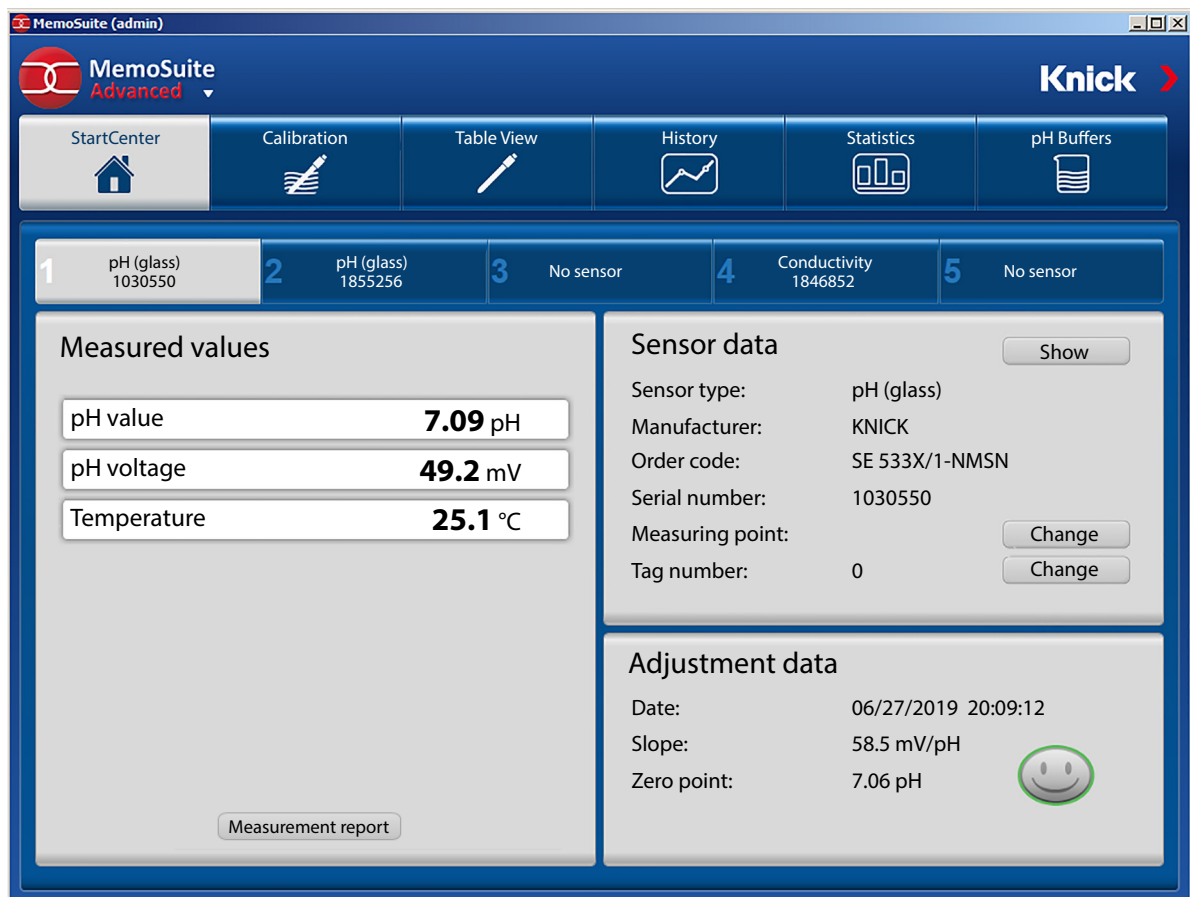 MemoSuite (admin)
MemoSuite
Advanced
Knick
StartCenter
Calibration
Table View
History
Statistics
pH Buffers
1 pH (glass)
1030550
2 pH (glass)
1855256
3 No sensor
4 Conductivity
1846852
5 No sensor
Measured values
pH value 7.09 pH
pH voltage 49.2 mV
Temperature 25.1 °C
Measurement report
Sensor data
Show
Sensor type: pH (glass)
Manufacturer: KNICK
Order code: SE 533X/1-NMSN
Serial number: 1030550
Measuring point: Change
Tag number: 0 Change
Adjustment data
Date: 06/27/2019 20:09:12
Slope: 58.5 mV/pH
Zero point: 7.06 pH